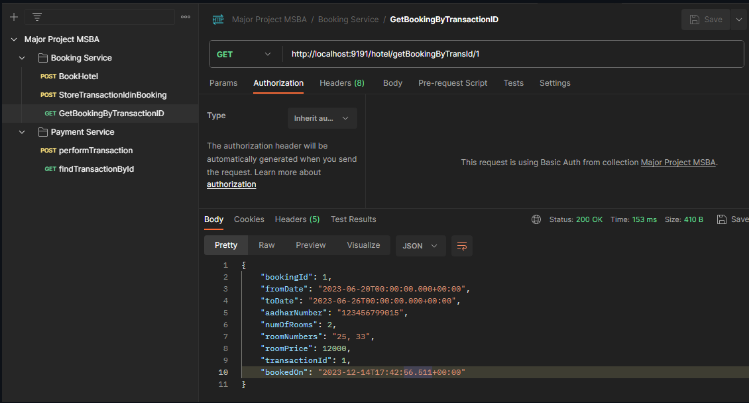 Major Project MSBA / Booking Service / GetBookingByTransactionID
Save
Major Project MSBA
Booking Service
POST BookHotel
POST StoreTransactionIdinBooking
GET GetBookingByTransactionID
Payment Service
POST performTransaction
GET findTransactionById
GET http://localhost:9191/hotel/getBookingByTransId/1
Params Authorization Headers (8) Body Pre-request Script Tests Settings
Type Inherit au...
The authorization header will be
automatically generated when you send
the request. Learn more about
authorization
This request is using Basic Auth from collection Major Project MSBA.
Body Cookies Headers (5) Test Results Status: 200 OK Time: 153 ms Size: 410 B Save
Pretty Raw Preview Visualize JSON
1 {
2 "bookingId": 1,
3 "fromDate": "2023-06-20T00:00:00.000+00:00",
4 "toDate": "2023-06-26T00:00:00.000+00:00",
5 "aadharNumber": "123456799015",
6 "numOfRooms": 2,
7 "roomNumbers": "25, 33",
8 "roomPrice": 12000,
9 "transactionId": 1,
10 "bookedOn": "2023-12-14T17:42:56.511+00:00"
11 }